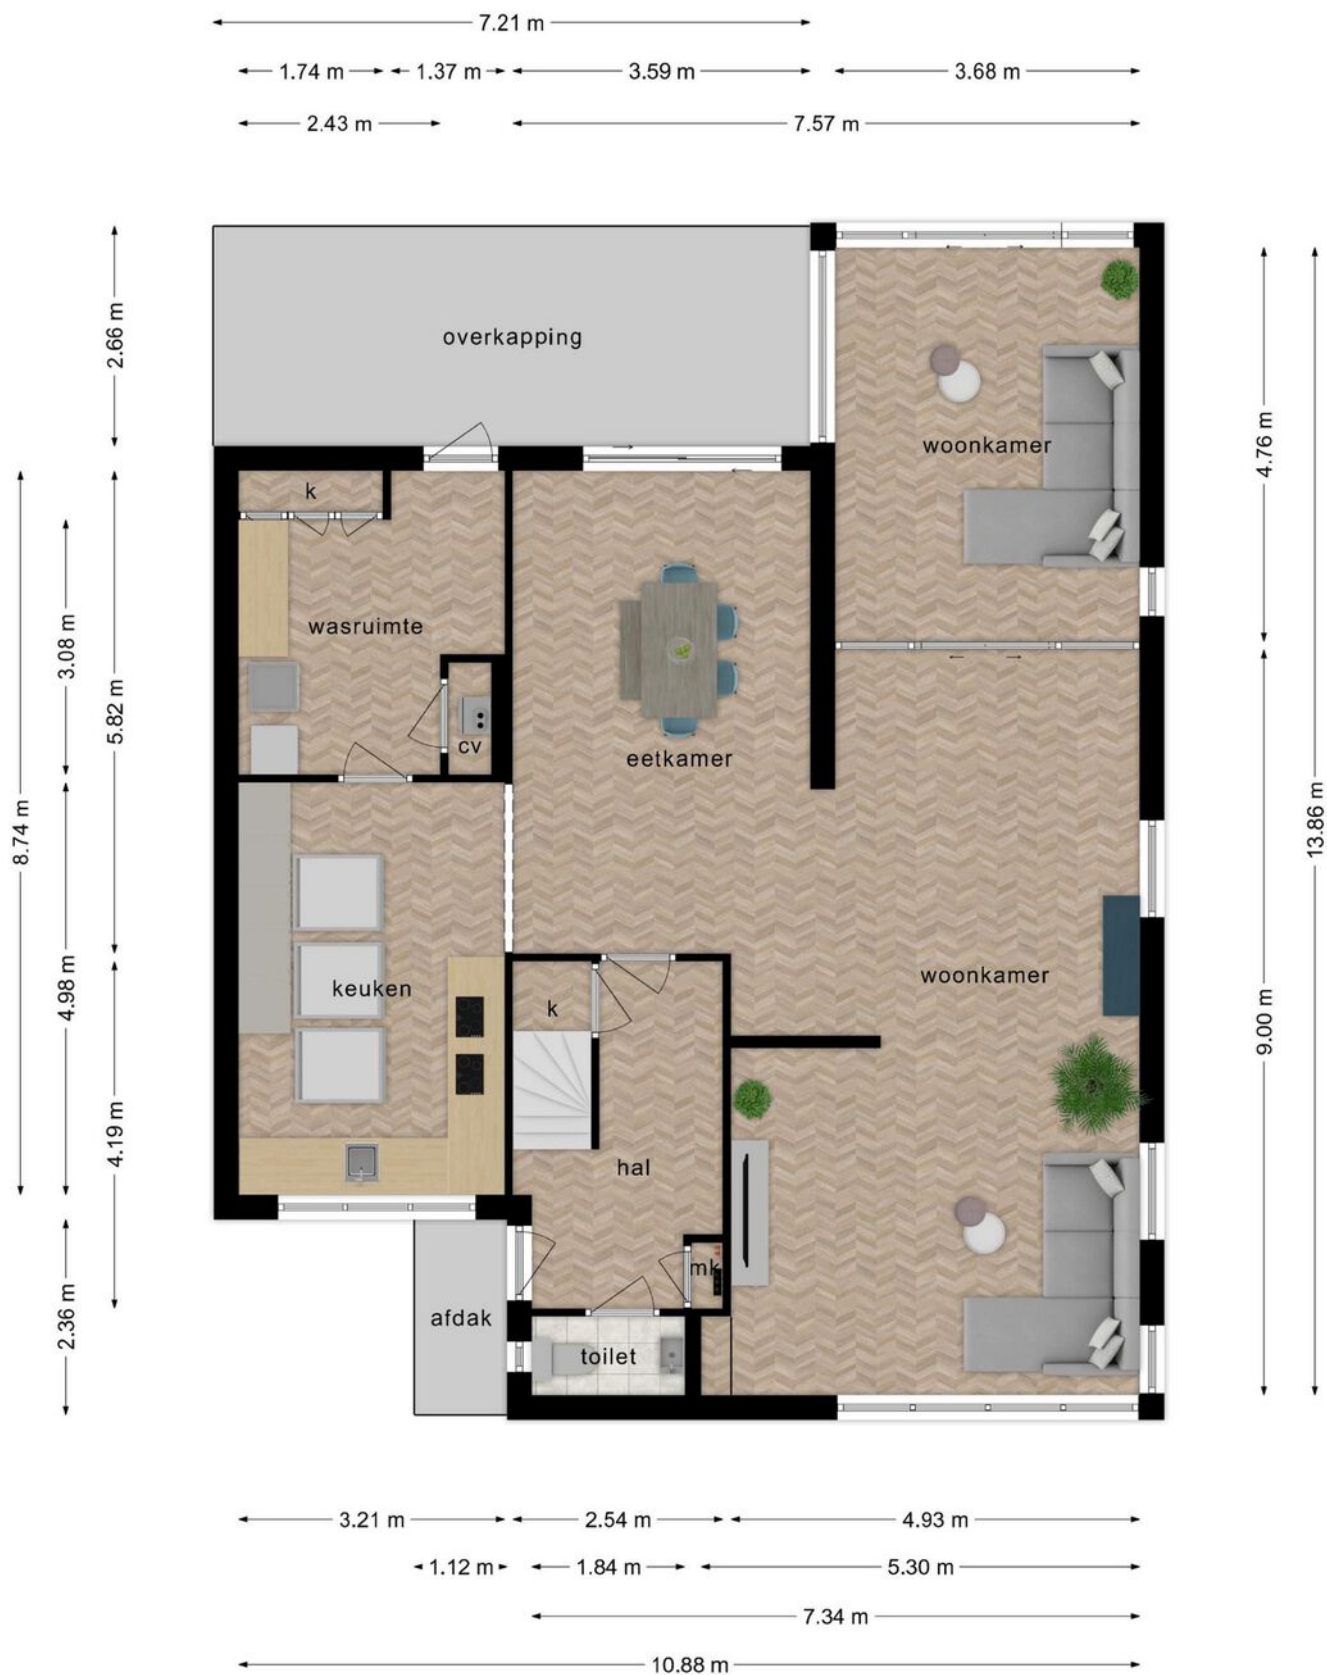 7.21 m
1.74 m
1.37 m
3.59 m
3.68 m
2.43 m
7.57 m
2.66 m
overkapping
4.76 m
woonkamer
k
wasruimte
3.08 m
5.82 m
cv
eetkamer
8.74 m
13.86 m
4.98 m
keuken
k
woonkamer
9.00 m
4.19 m
hal
mk
2.36 m
afdak
toilet
3.21 m
2.54 m
4.93 m
1.12 m
1.84 m
5.30 m
7.34 m
10.88 m